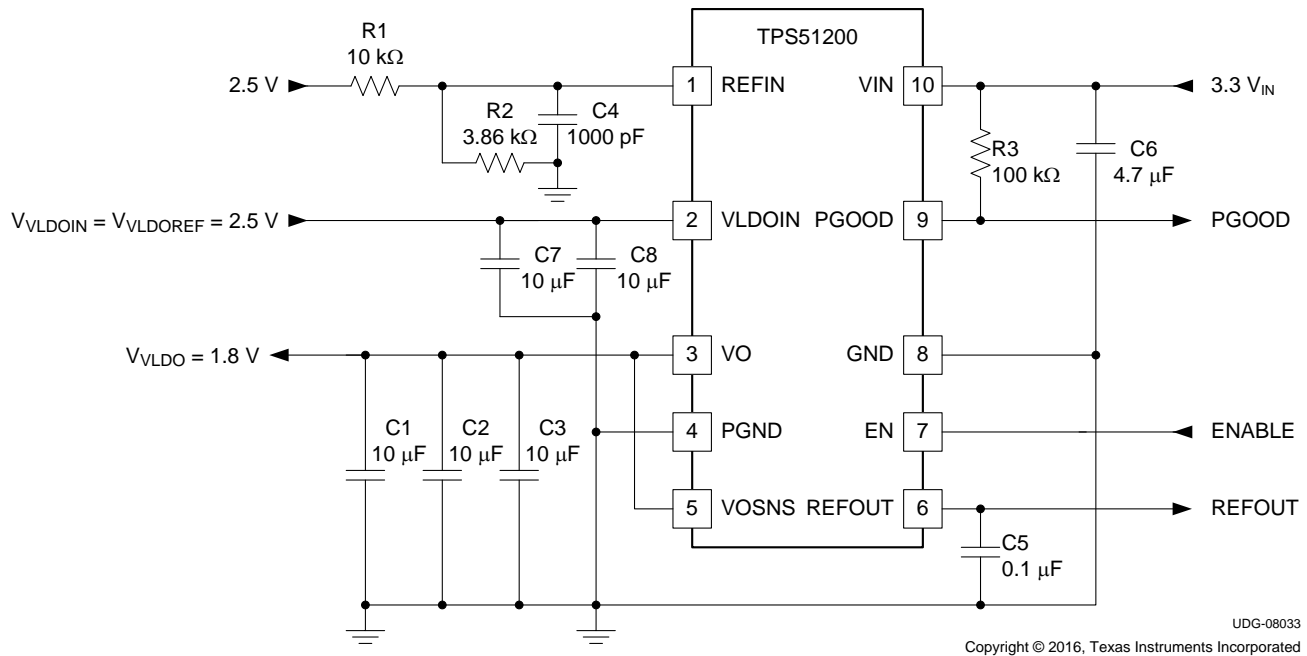 TPS51200
R1
10 kΩ
2.5 V
1 REFIN
VIN 10
3.3 VIN
R2
3.86 kΩ
C4
1000 pF
R3
100 kΩ
C6
4.7 μF
VVLDOIN = VVLDOREF = 2.5 V
2 VLDOIN
PGOOD 9
PGOOD
C7
10 μF
C8
10 μF
VVLDO = 1.8 V
3 VO
GND 8
C1
10 μF
C2
10 μF
C3
10 μF
4 PGND
EN 7
ENABLE
5 VOSNS
REFOUT 6
REFOUT
C5
0.1 μF
UDG-08033
Copyright © 2016, Texas Instruments Incorporated